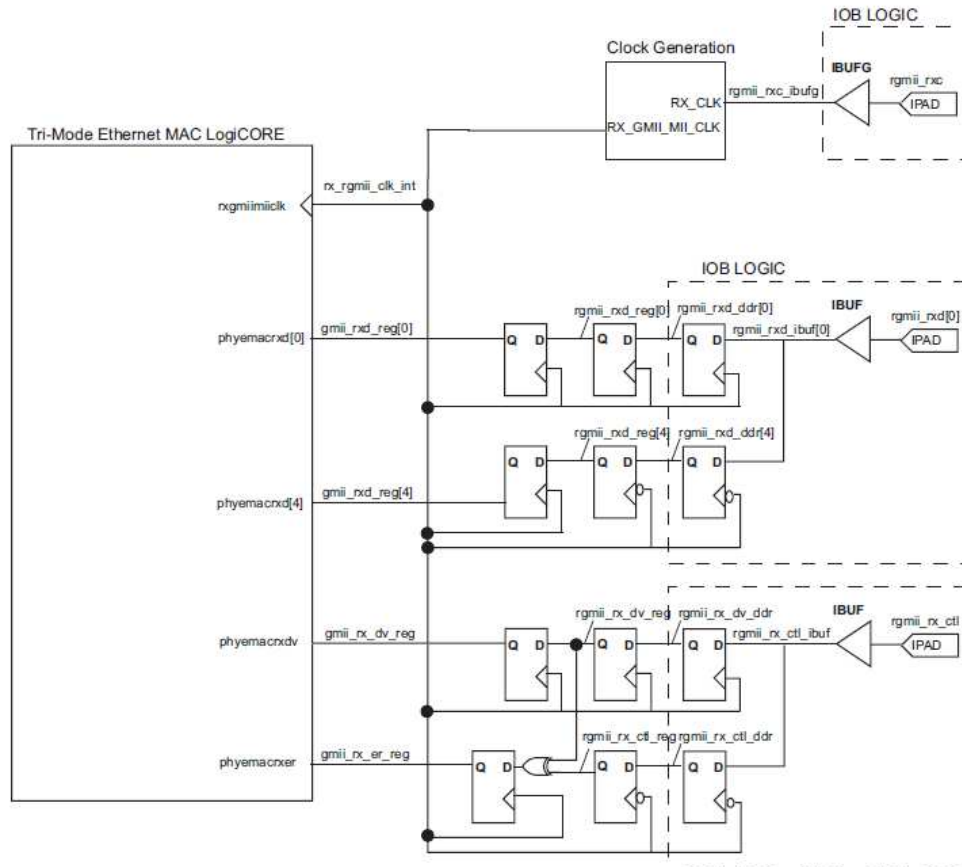 IOB LOGIC
Clock Generation
IBUFG
rgmii_rxc
rgmii_rxc_ibufg
RX_CLK
IPAD
RX_GMII_MII_CLK
Tri-Mode Ethernet MAC LogiCORE
rx_rgmii_clk_int
rxgmiimiiclk
IOB LOGIC
IBUF
rgmii_rxd_reg[0]
rgmii_rxd_ddr[0]
rgmii_rxd[0]
gmii_rxd_reg[0]
rgmii_rxd_ibuf[0]
phyemacrxd[0]
Q D
Q D
Q D
IPAD
rgmii_rxd_reg[4]
rgmii_rxd_ddr[4]
Q D
Q D
Q D
gmii_rxd_reg[4]
phyemacrxd[4]
IBUF
rgmii_rx_dv_reg
rgmii_rx_dv_ddr
rgmii_rx_ctl
gmii_rx_dv_reg
rgmii_rx_ctl_ibuf
phyemacrxdv
Q D
Q D
Q D
IPAD
rgmii_rx_ctl_reg
rgmii_rx_ctl_ddr
gmii_rx_er_reg
phyemacrxer
Q D
Q D
Q D